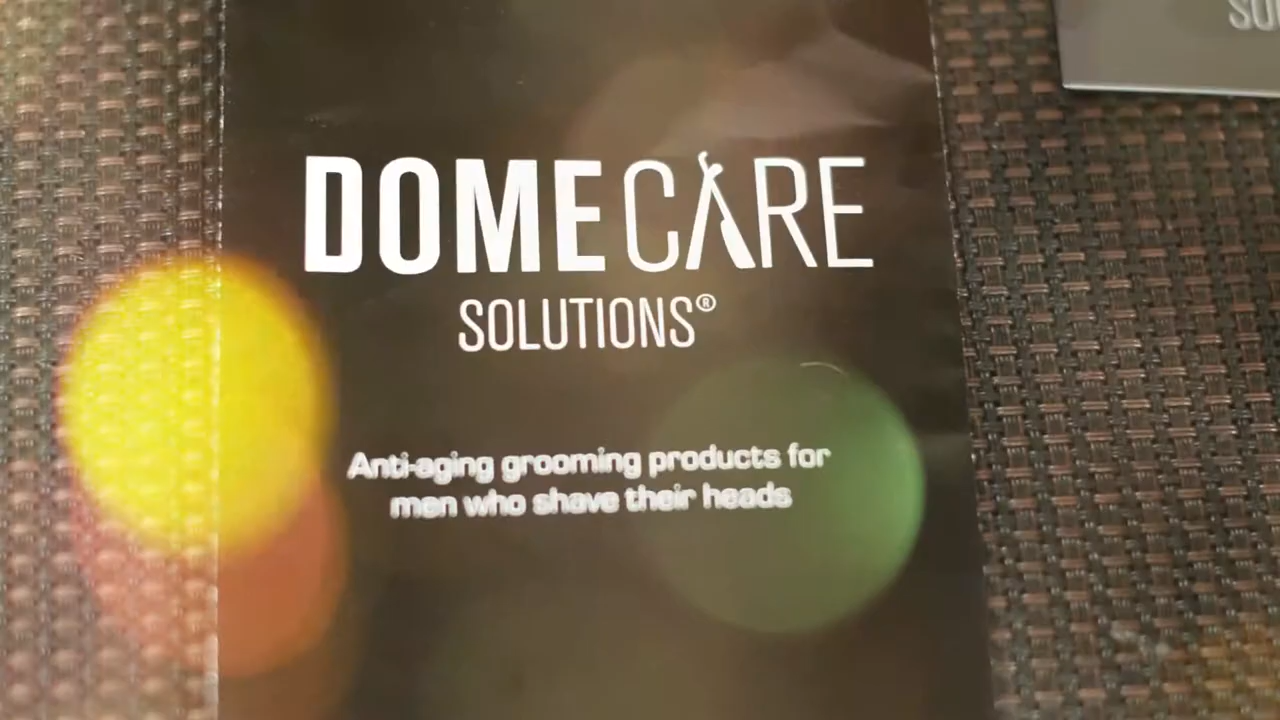 DOMECARE
SOLUTIONS®
Anti-aging grooming products for
men who shave their heads